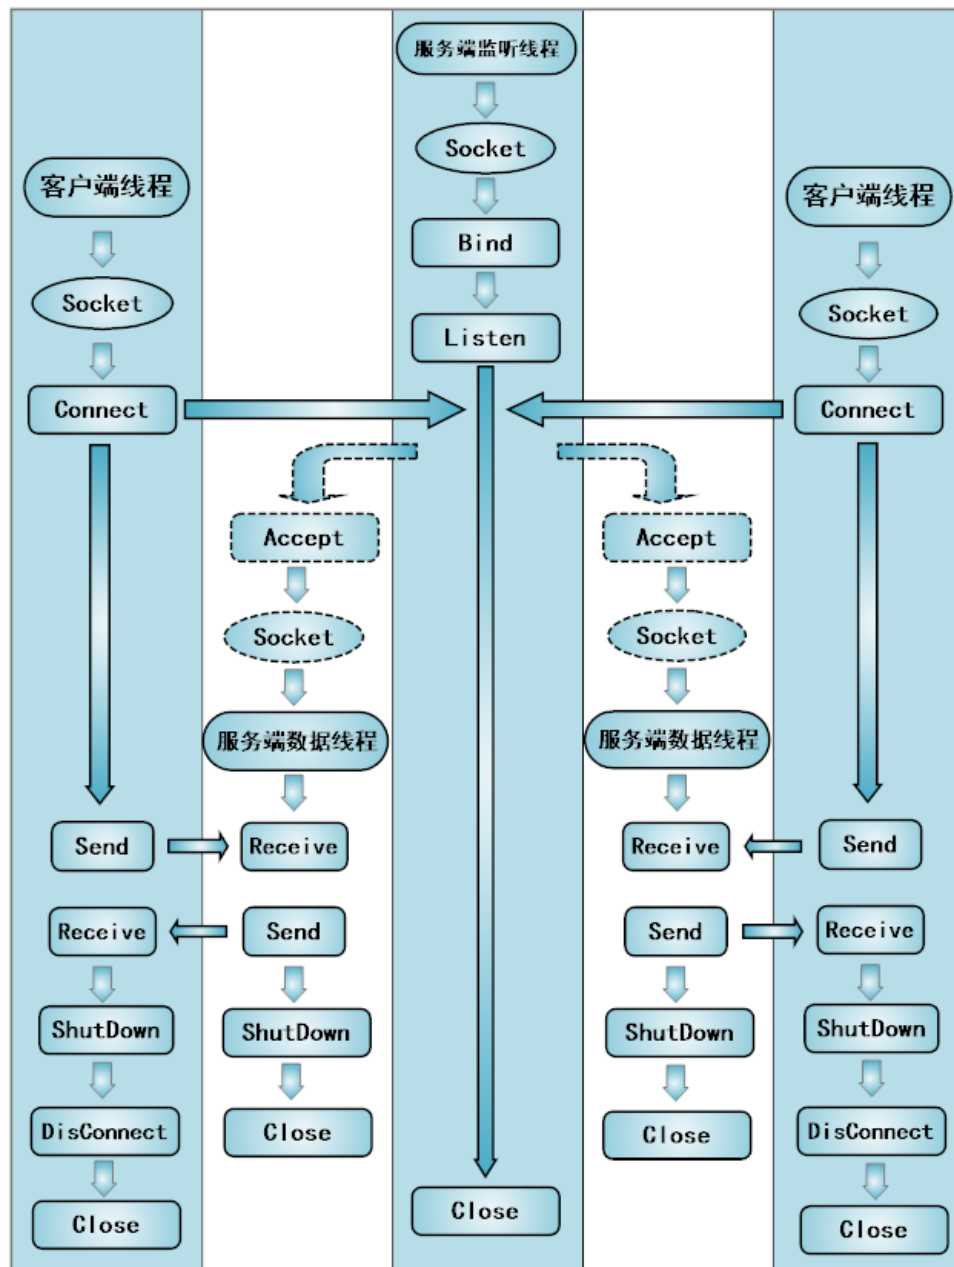 服务端监听线程
Socket
Bind
Listen
客户端线程
Socket
Connect
客户端线程
Socket
Connect
Accept
Socket
服务端数据线程
Accept
Socket
服务端数据线程
Send
Receive
Receive
Send
Receive
Send
Send
Receive
ShutDown
ShutDown
ShutDown
ShutDown
DisConnect
Close
Close
DisConnect
Close
Close
Close